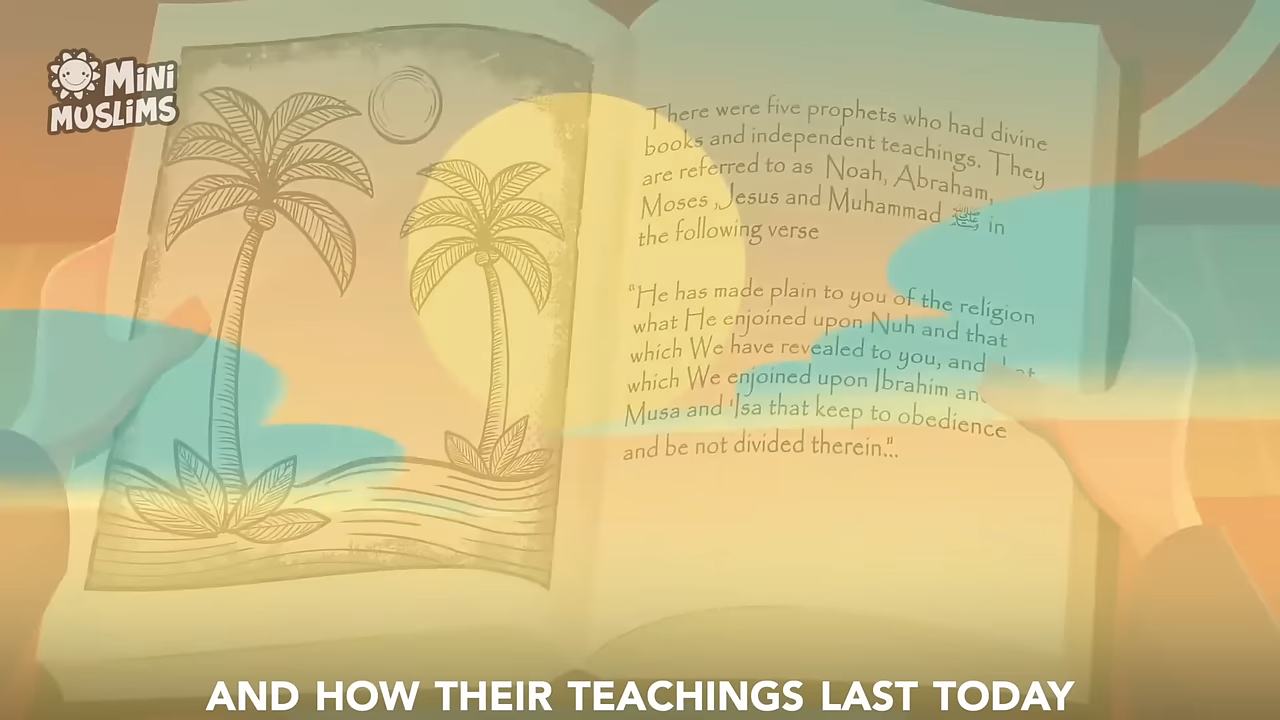 MiNi
MUSLiMS
There were five prophets who had divine
books and independent teachings. They
are referred to as Noah, Abraham,
Moses ,Jesus and Muhammad ﷺ in
the following verse
"He has made plain to you of the religion
what He enjoined upon Nuh and that
which We have revealed to you, and
which We enjoined upon Ibrahim
Musa and 'Isa that keep to obedience
and be not divided therein."...
AND HOW THEIR TEACHINGS LAST TODAY